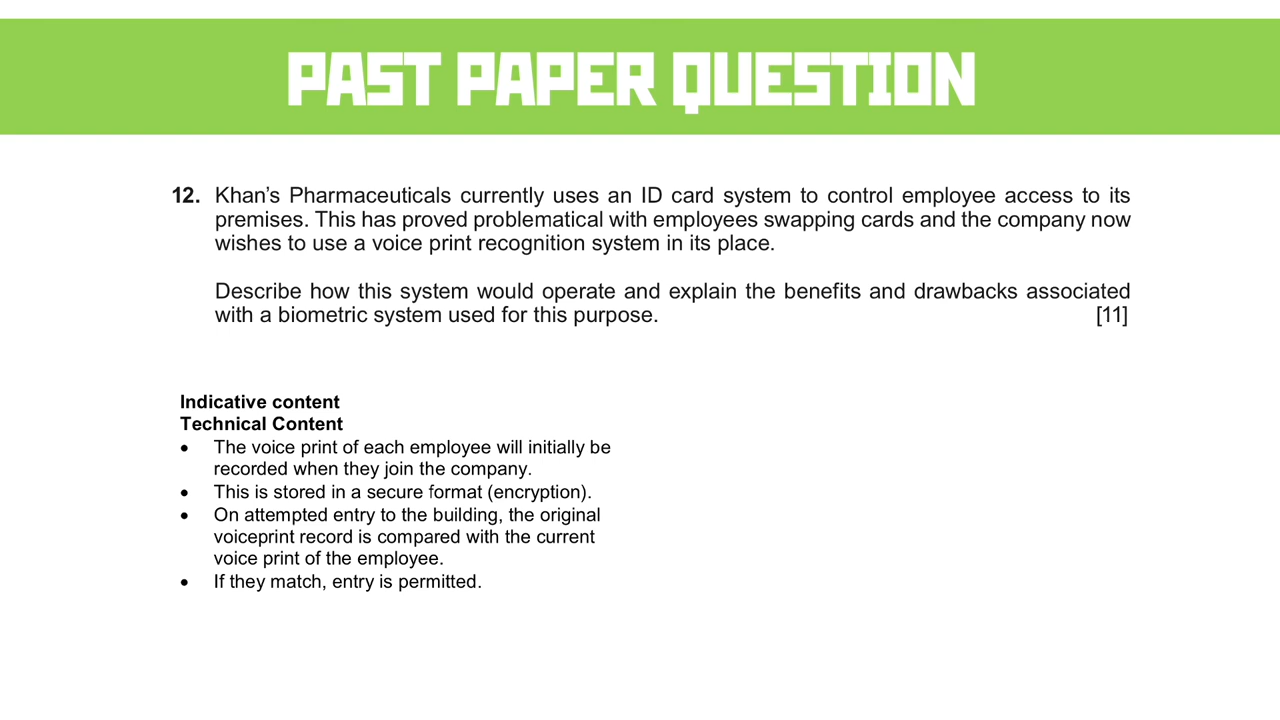 PAST PAPER QUESTION
12. Khan's Pharmaceuticals currently uses an ID card system to control employee access to its
premises. This has proved problematical with employees swapping cards and the company now
wishes to use a voice print recognition system in its place.
Describe how this system would operate and explain the benefits and drawbacks associated
with a biometric system used for this purpose. [11]
Indicative content
Technical Content
• The voice print of each employee will initially be
recorded when they join the company.
• This is stored in a secure format (encryption).
• On attempted entry to the building, the original
voiceprint record is compared with the current
voice print of the employee.
• If they match, entry is permitted.